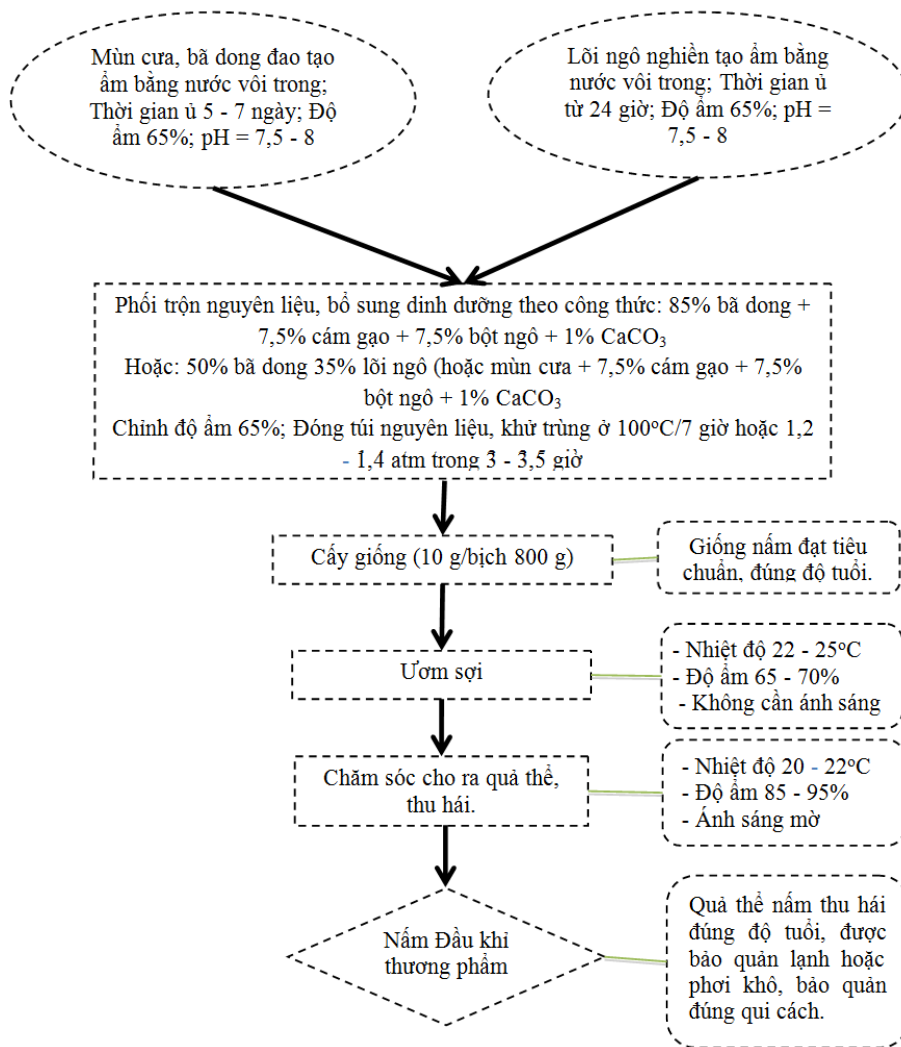 Mùn cưa, bã dong đao tạo
ẩm bằng nước vôi trong;
Thời gian ủ 5 - 7 ngày; Độ
ẩm 65%; pH = 7,5 - 8
Lõi ngô nghiền tạo ẩm bằng
nước vôi trong; Thời gian ủ
từ 24 giờ; Độ ẩm 65%; pH =
7,5 - 8
Phối trộn nguyên liệu, bổ sung dinh dưỡng theo công thức: 85% bã dong +
7,5% cám gạo + 7,5% bột ngô + 1% CaCO₃
Hoặc: 50% bã dong 35% lõi ngô (hoặc mùn cưa + 7,5% cám gạo + 7,5%
bột ngô + 1% CaCO₃
Chỉnh độ ẩm 65%; Đóng túi nguyên liệu, khử trùng ở 100°C/7 giờ hoặc 1,2
- 1,4 atm trong 3 - 3,5 giờ
Cấy giống (10 g/bịch 800 g)
Giống nấm đạt tiêu
chuẩn, đúng độ tuổi.
Ươm sợi
- Nhiệt độ 22 - 25°C
- Độ ẩm 65 - 70%
- Không cần ánh sáng
Chăm sóc cho ra quả thể,
thu hái.
- Nhiệt độ 20 - 22°C
- Độ ẩm 85 - 95%
- Ánh sáng mờ
Nấm Đầu khỉ
thương phẩm
Quả thể nấm thu hái
đúng độ tuổi, được
bảo quản lạnh hoặc
phơi khô, bảo quản
đúng qui cách.